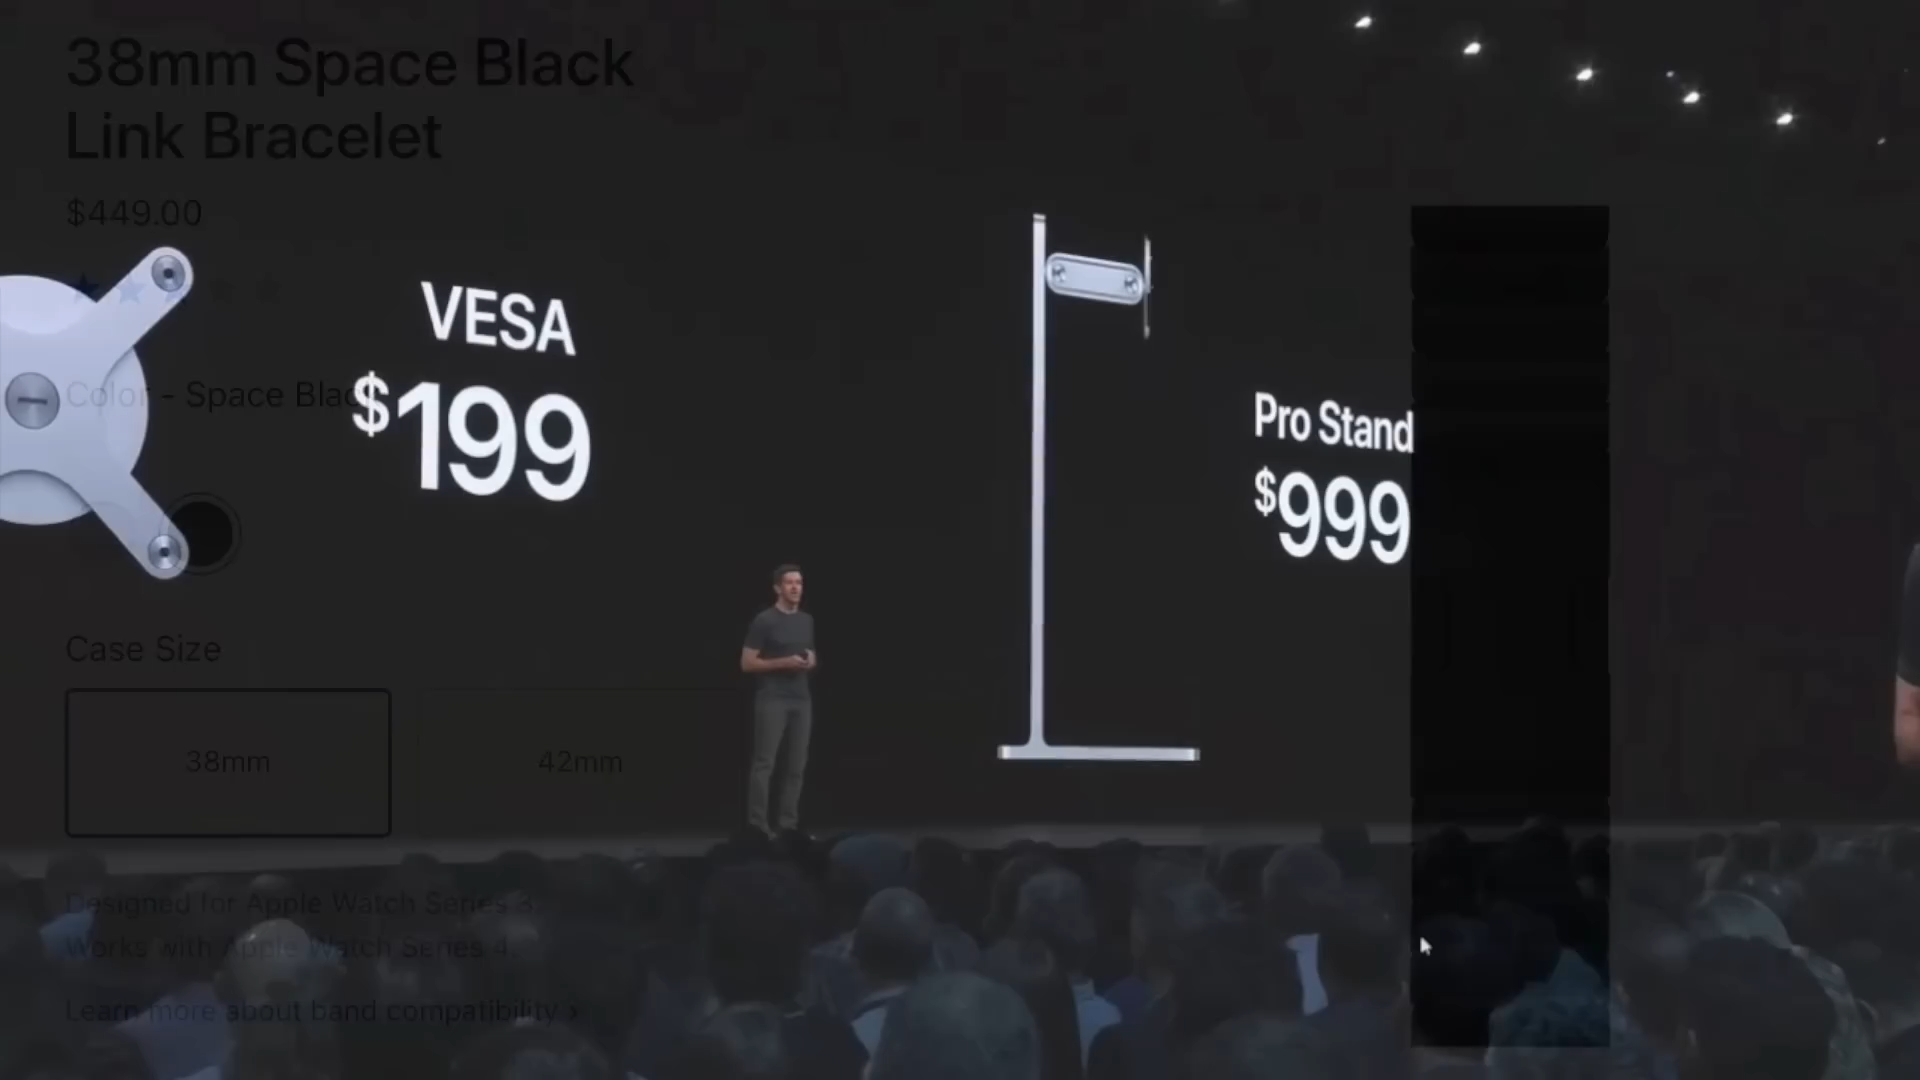 38mm Space Black
Link Bracelet
$449.00
VESA
$199
Color - Space Blac
Pro Stand
$999
Case Size
38mm
42mm
Designed for Apple Watch Series 3.
Works with Apple Watch Series 4.
Learn more about band compatibility ›